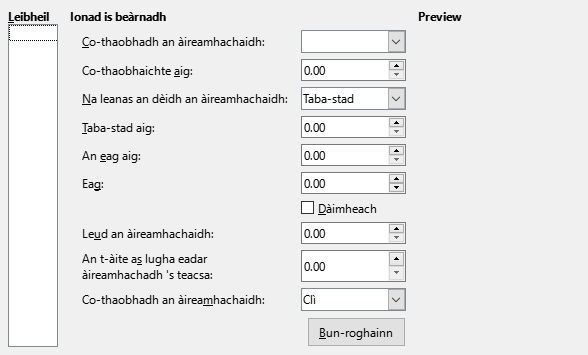 Leibheil
Ionad is beàrnadh
Preview
Co-thaobhadh an àireamhachaidh:
Co-thaobhaichte aig: 0.00
Na leanas an dèidh an àireamhachaidh: Taba-stad
Taba-stad aig: 0.00
An eag aig: 0.00
Eag: 0.00
Dàimheach
Leud an àireamhachaidh: 0.00
An t-àite as lugha eadar
àireamhachadh 's teacsa: 0.00
Co-thaobhadh an àireamhachaidh: Clì
Bun-roghainn